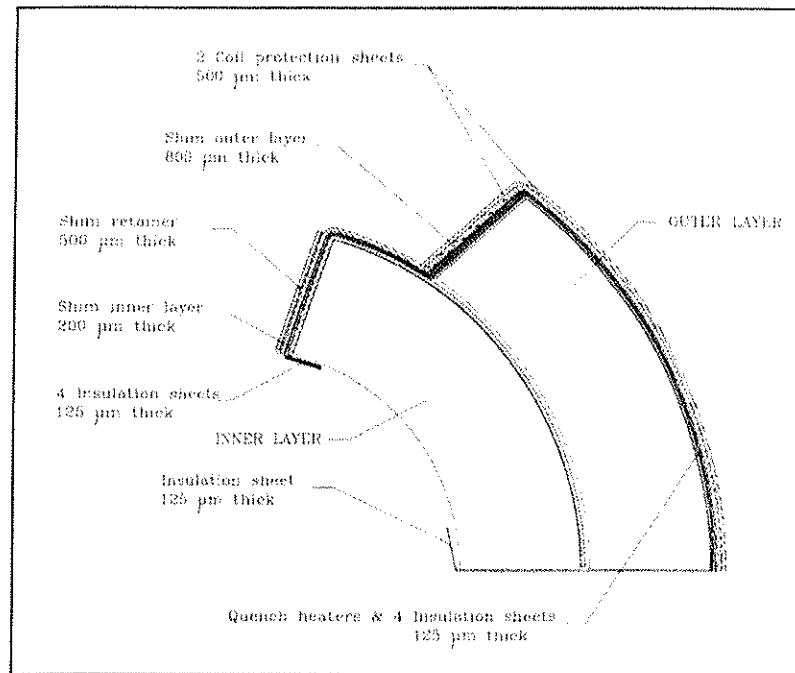 2 Coil protection sheets
500 µm thick
Shim outer layer
800 µm thick
Shim retainer
500 µm thick
OUTER LAYER
Shim inner layer
200 µm thick
4 Insulation sheets
125 µm thick
INNER LAYER
Insulation sheet
125 µm thick
Quench heaters & 4 Insulation sheets
125 µm thick